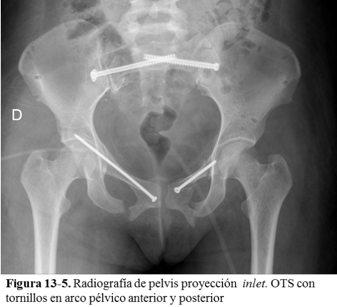 D
Figura 13-5. Radiografía de pelvis proyección inlet. OTS con
tornillos en arco pélvico anterior y posterior